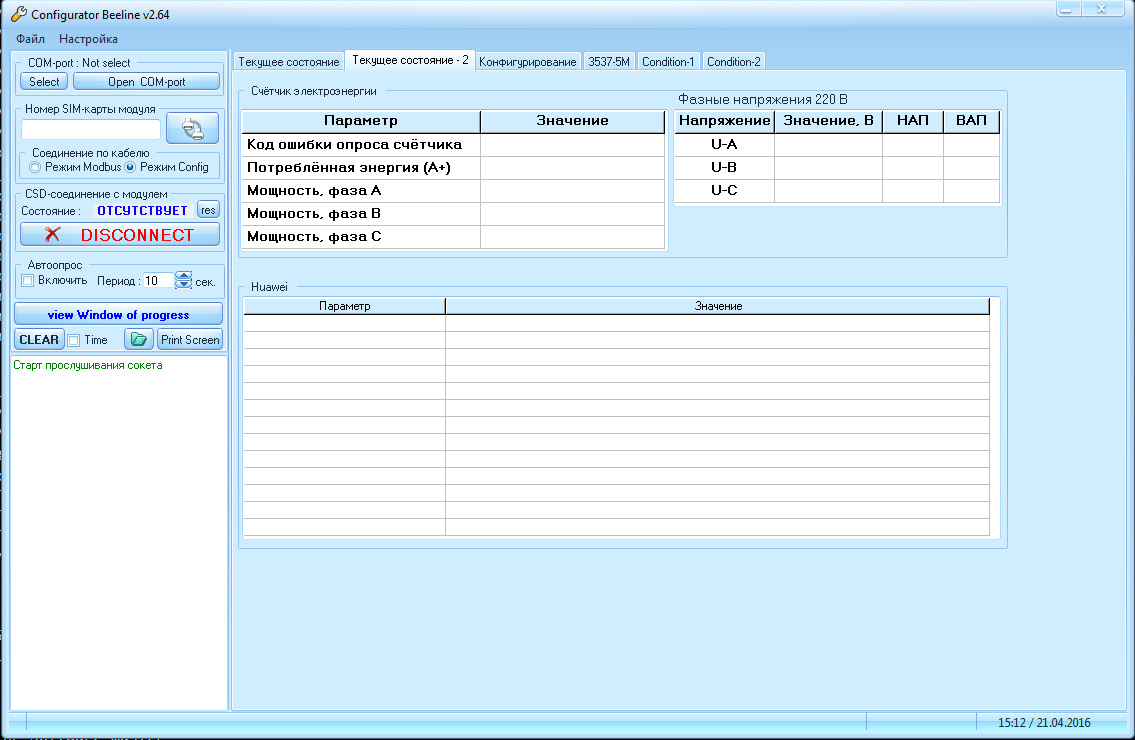 Configurator Beeline v2.64
Файл Настройка
COM-port : Not select
Select Open COM-port
Номер SIM-карты модуля
Соединение по кабелю
Режим Modbus Режим Config
CSD-соединение с модулем
Состояние : ОТСУТСТВУЕТ res
DISCONNECT
Автоопрос
Включить Период : 10 сек.
view Window of progress
CLEAR Time Print Screen
Старт прослушивания сокета
Текущее состояние Текущее состояние - 2 Конфигурирование 3537-5M Condition-1 Condition-2
Счётчик электроэнергии
Параметр Значение
Код ошибки опроса счётчика
Потреблённая энергия (A+)
Мощность, фаза A
Мощность, фаза B
Мощность, фаза C
Фазные напряжения 220 В
Напряжение Значение, В НАП ВАП
U-A
U-B
U-C
Huawei
Параметр Значение
15:12 / 21.04.2016